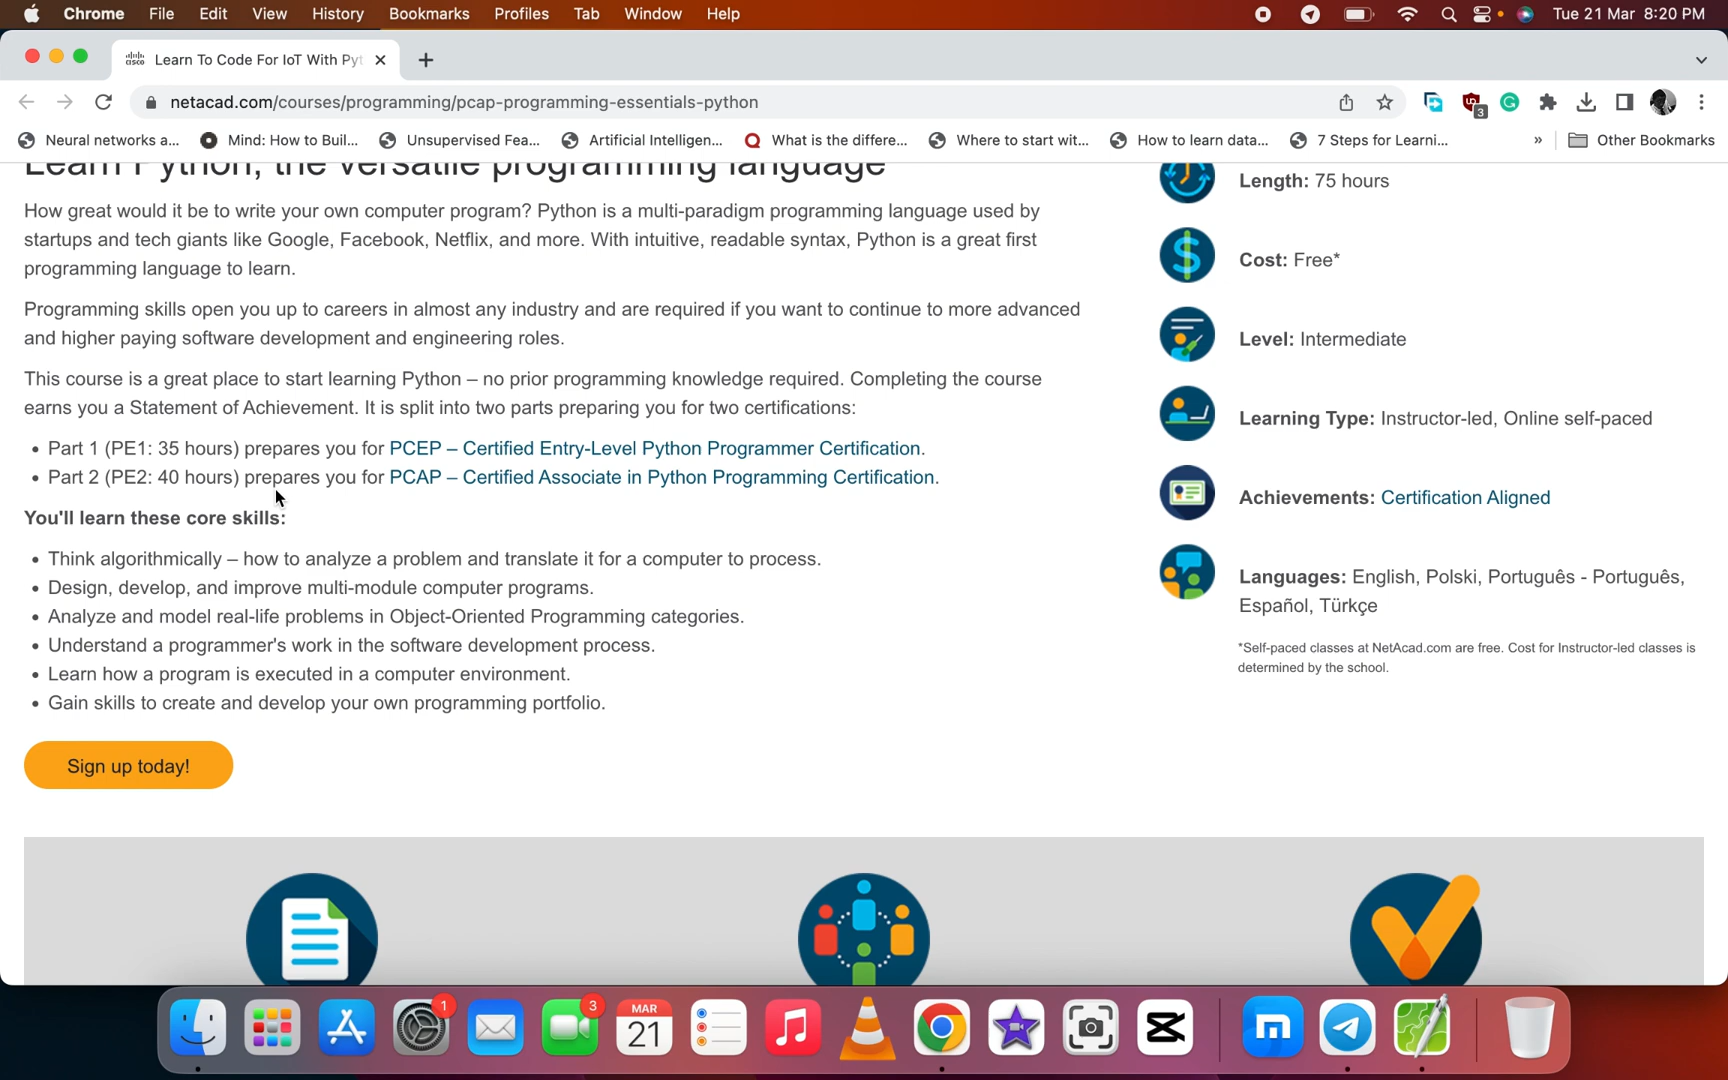 Chrome File Edit View History Bookmarks Profiles Tab Window Help Tue 21 Mar 8:20 PM
CISCO Learn To Code For IoT With Pyt
netacad.com/courses/programming/pcap-programming-essentials-python 3
Neural networks a... Mind: How to Buil... Unsupervised Fea... Artificial Intelligen... What is the differe... Where to start wit... How to learn data... 7 Steps for Learni... » Other Bookmarks
Learn Python, the versatile programming language
How great would it be to write your own computer program? Python is a multi-paradigm programming language used by
startups and tech giants like Google, Facebook, Netflix, and more. With intuitive, readable syntax, Python is a great first
programming language to learn.
Programming skills open you up to careers in almost any industry and are required if you want to continue to more advanced
and higher paying software development and engineering roles.
This course is a great place to start learning Python – no prior programming knowledge required. Completing the course
earns you a Statement of Achievement. It is split into two parts preparing you for two certifications:
• Part 1 (PE1: 35 hours) prepares you for PCEP – Certified Entry-Level Python Programmer Certification.
• Part 2 (PE2: 40 hours) prepares you for PCAP – Certified Associate in Python Programming Certification.
You'll learn these core skills:
• Think algorithmically – how to analyze a problem and translate it for a computer to process.
• Design, develop, and improve multi-module computer programs.
• Analyze and model real-life problems in Object-Oriented Programming categories.
• Understand a programmer's work in the software development process.
• Learn how a program is executed in a computer environment.
• Gain skills to create and develop your own programming portfolio.
Sign up today!
Length: 75 hours
Cost: Free*
Level: Intermediate
Learning Type: Instructor-led, Online self-paced
Achievements: Certification Aligned
Languages: English, Polski, Português - Português,
Español, Türkçe
*Self-paced classes at NetAcad.com are free. Cost for Instructor-led classes is
determined by the school.
1 3 MAR
21